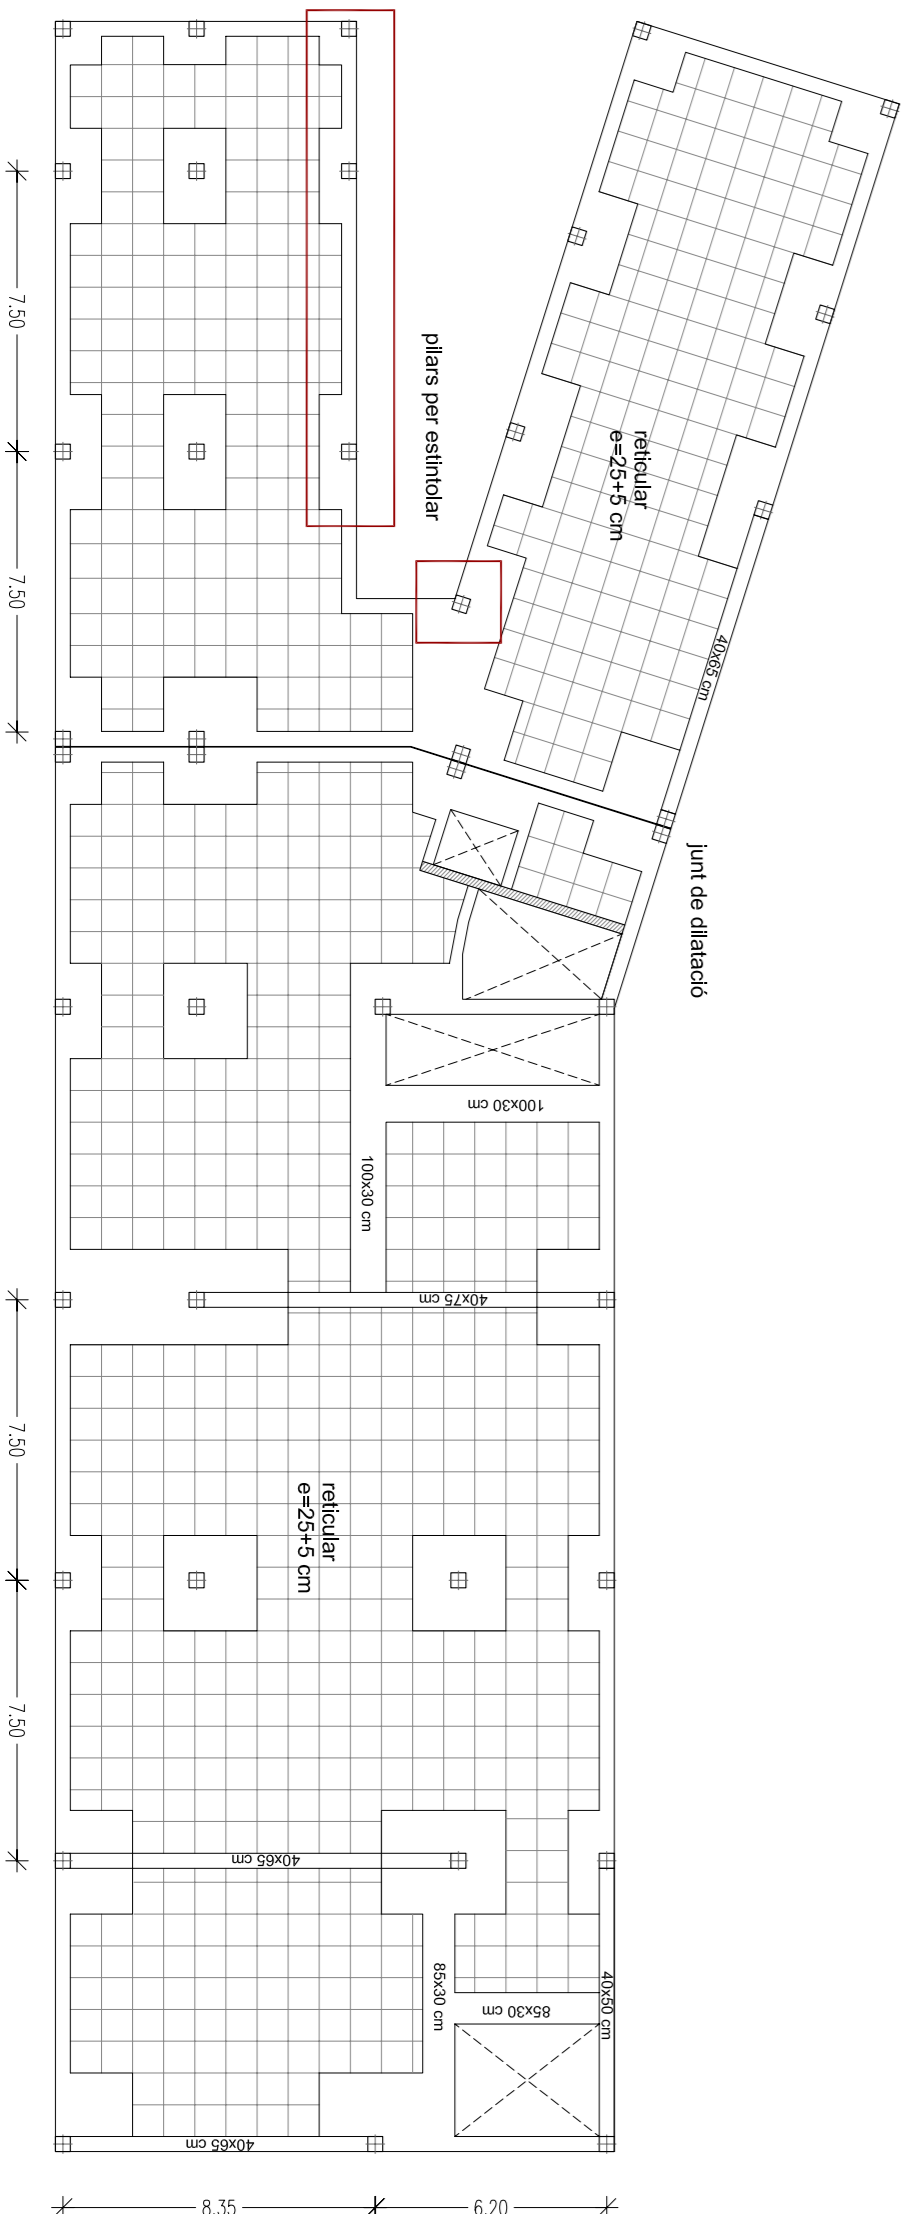 pilars per estintolar
reticular
e=25+5 cm
40x65 cm
junt de dilatació
7.50
7.50
100x30 cm
100x30 cm
40x75 cm
reticular
e=25+5 cm
7.50
7.50
40x65 cm
85x30 cm
85x30 cm
40x50 cm
40x65 cm
8.35
6.20